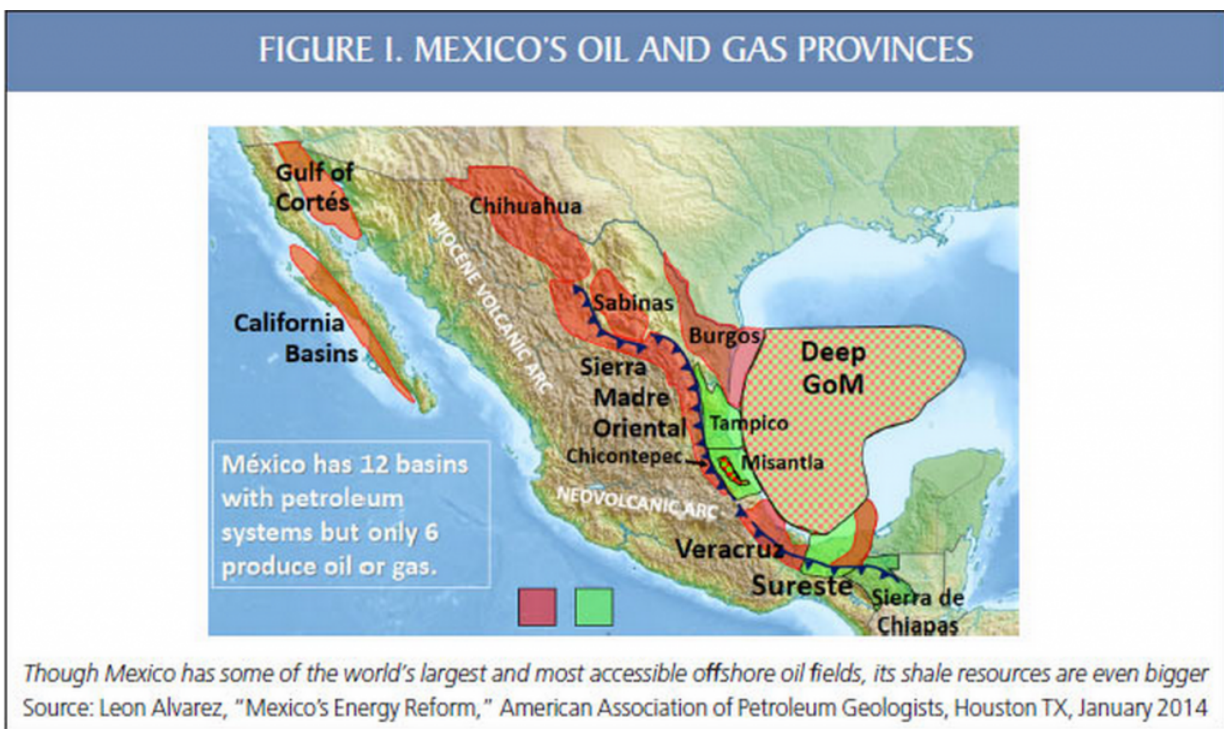 FIGURE I. MEXICO'S OIL AND GAS PROVINCES
Gulf of
Cortés
Chihuahua
MIOCENE VOLCANIC ARC
Sabinas
California
Basins
Burgos
Deep
GoM
Sierra
Madre
Oriental
Tampico
Chicontepec
Misantla
México has 12 basins
with petroleum
systems but only 6
produce oil or gas.
NEOVOLCANIC ARC
Veracruz
Sureste
Sierra de
Chiapas
Though Mexico has some of the world's largest and most accessible offshore oil fields, its shale resources are even bigger
Source: Leon Alvarez, "Mexico's Energy Reform," American Association of Petroleum Geologists, Houston TX, January 2014